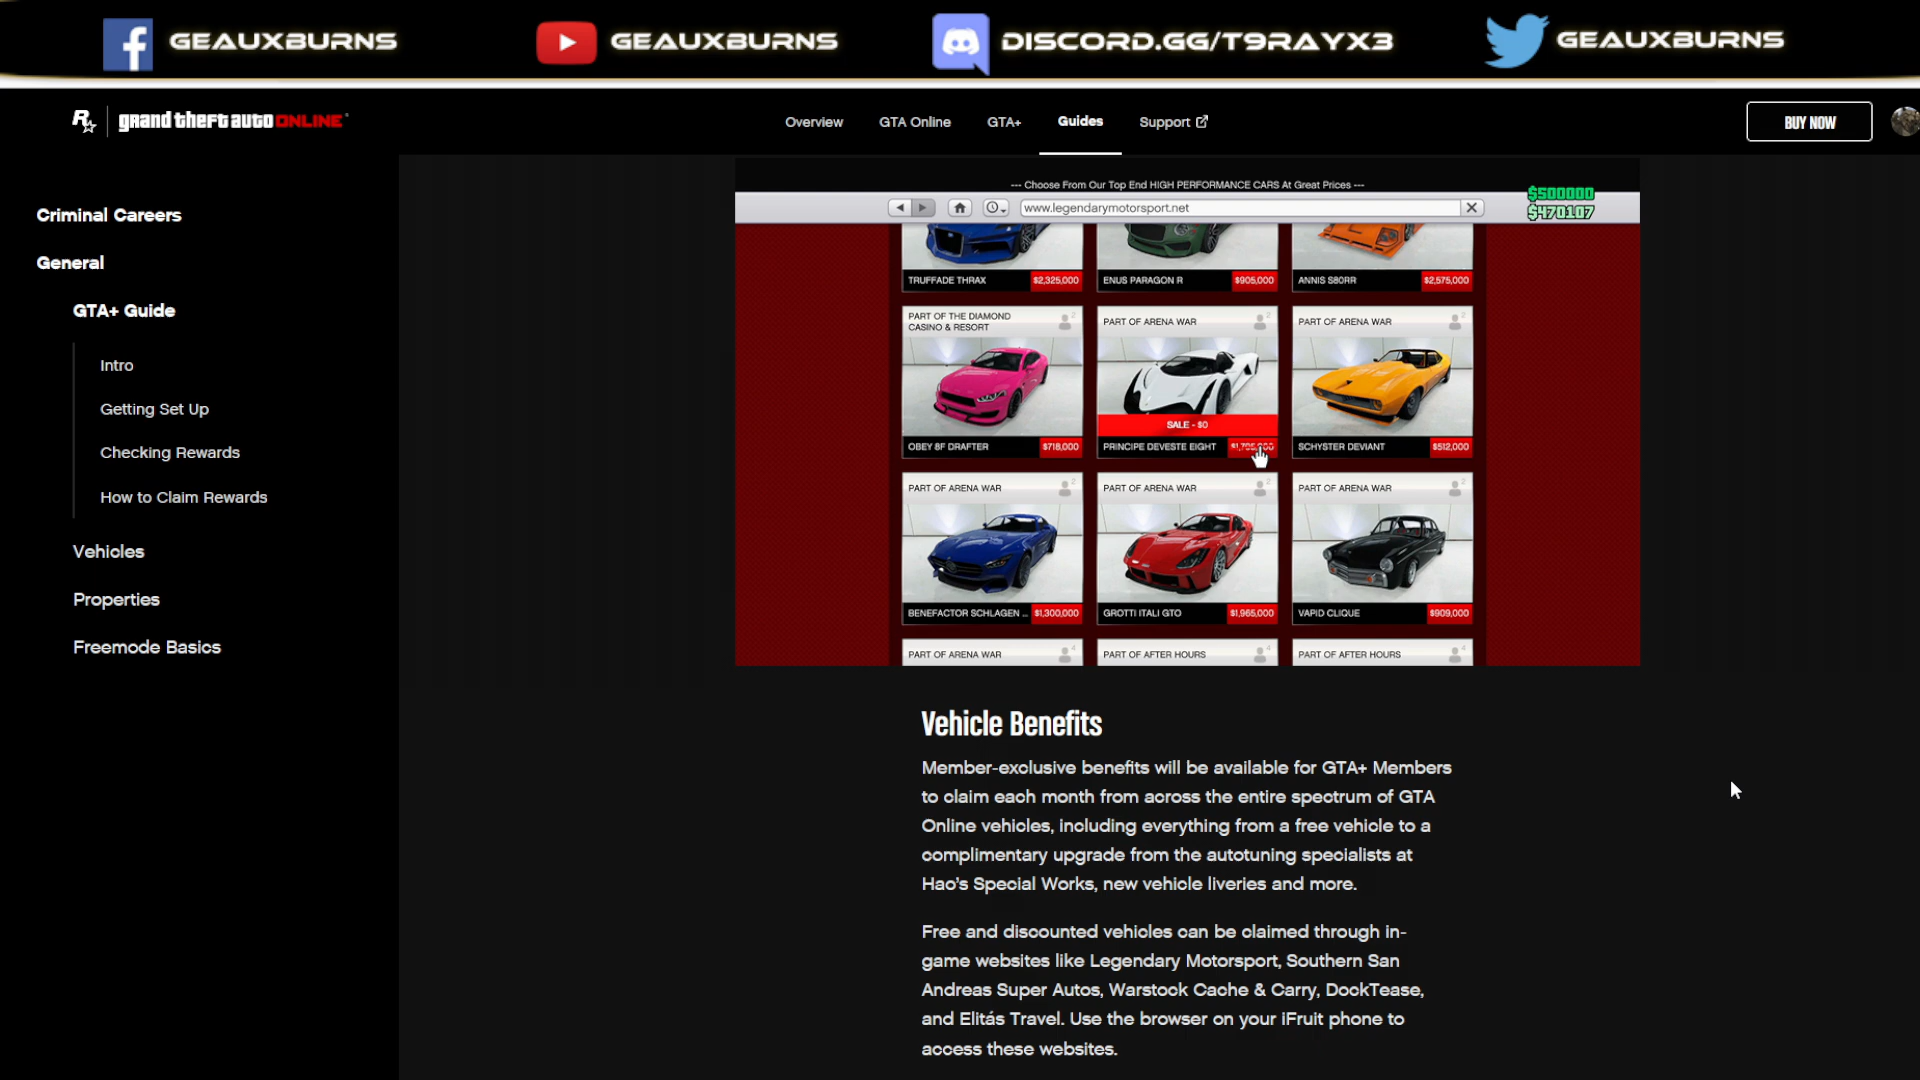 GEAUXBURNS
GEAUXBURNS
DISCORD.GG/T9RAYX3
GEAUXBURNS
R
grand theft auto ONLINE
Overview
GTA Online
GTA+
Guides
Support
BUY NOW
Criminal Careers
General
GTA+ Guide
Intro
Getting Set Up
Checking Rewards
How to Claim Rewards
Vehicles
Properties
Freemode Basics
--- Choose From Our Top End HIGH PERFORMANCE CARS At Great Prices ---
www.legendarymotorsport.net
$500000
$470107
TRUFFADE THRAX $2,325,000
ENUS PARAGON R $905,000
ANNIS S80RR $2,575,000
PART OF THE DIAMOND
CASINO & RESORT
2
OBEY 8F DRAFTER $718,000
PART OF ARENA WAR
2
SALE - $0
PRINCIPE DEVESTE EIGHT
PART OF ARENA WAR
2
SCHYSTER DEVIANT $512,000
PART OF ARENA WAR
2
BENEFACTOR SCHLAGEN ... $1,300,000
PART OF ARENA WAR
2
GROTTI ITALI GTO $1,965,000
PART OF ARENA WAR
2
VAPID CLIQUE $909,000
PART OF ARENA WAR
4
PART OF AFTER HOURS
4
PART OF AFTER HOURS
4
Vehicle Benefits
Member-exclusive benefits will be available for GTA+ Members
to claim each month from across the entire spectrum of GTA
Online vehicles, including everything from a free vehicle to a
complimentary upgrade from the autotuning specialists at
Hao's Special Works, new vehicle liveries and more.
Free and discounted vehicles can be claimed through in-
game websites like Legendary Motorsport, Southern San
Andreas Super Autos, Warstock Cache & Carry, DockTease,
and Elitás Travel. Use the browser on your iFruit phone to
access these websites.